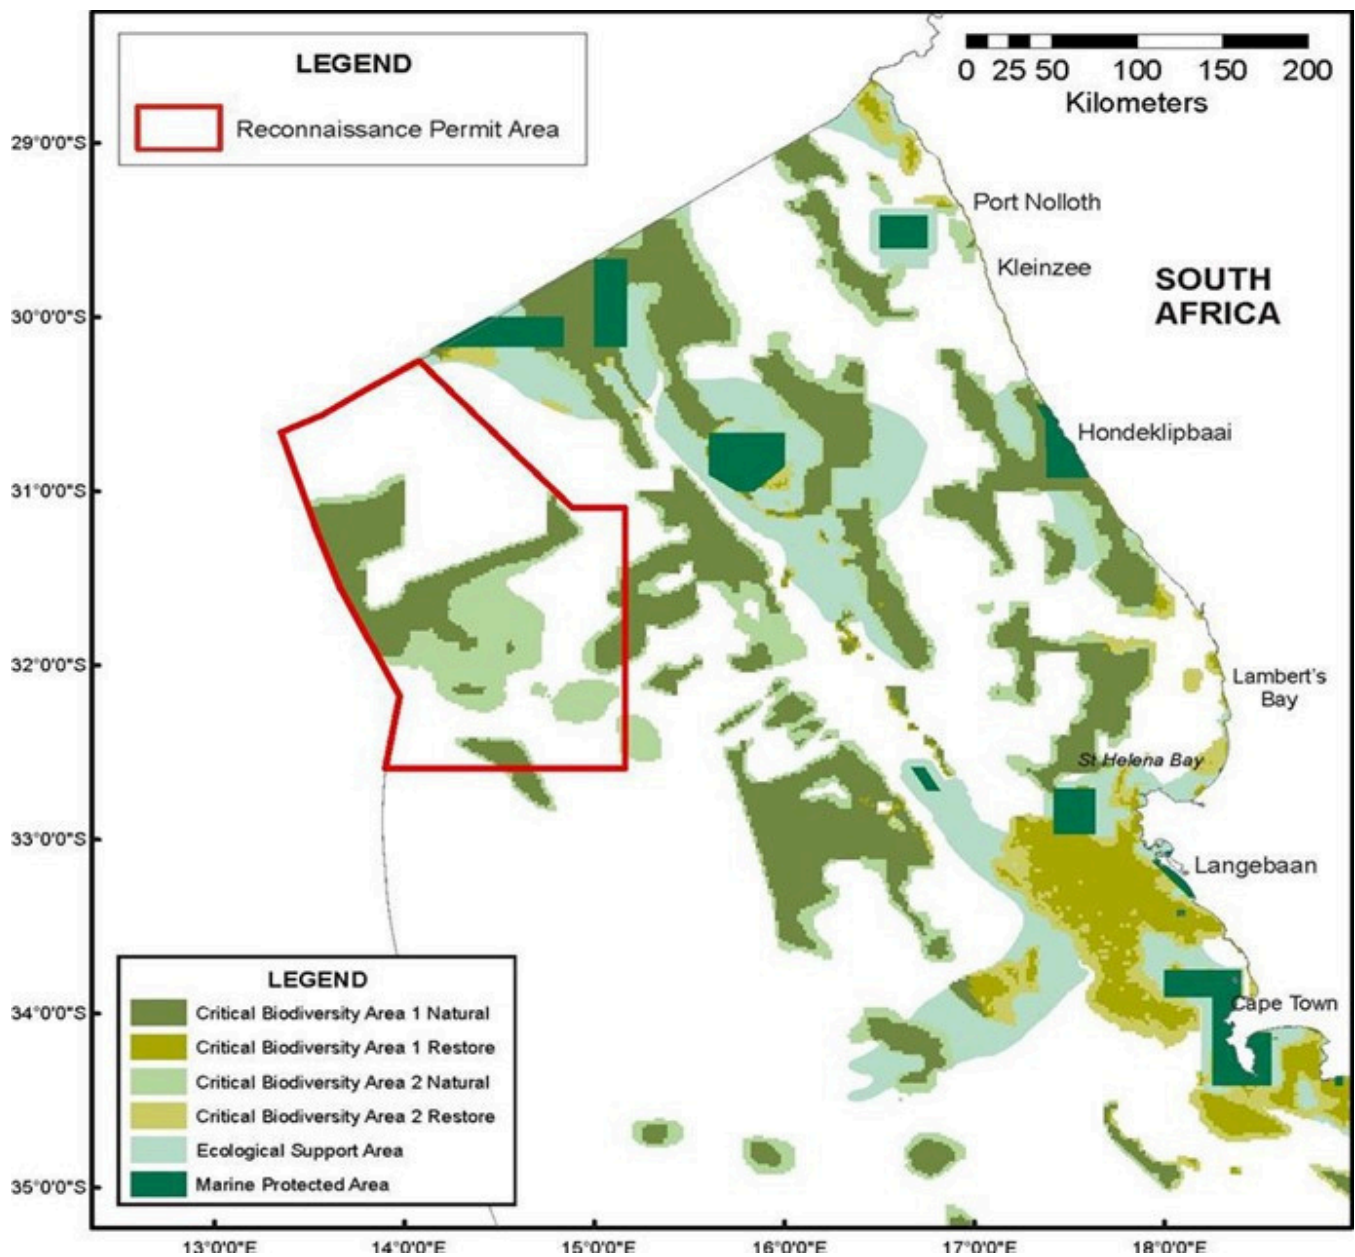 LEGEND
Reconnaissance Permit Area
0 25 50 100 150 200
Kilometers
29°0'0"S
Port Nolloth
Kleinzee
SOUTH
AFRICA
30°0'0"S
Hondeklipbaai
31°0'0"S
32°0'0"S
Lambert's
Bay
St Helena Bay
33°0'0"S
Langebaan
LEGEND
Critical Biodiversity Area 1 Natural
Critical Biodiversity Area 1 Restore
Critical Biodiversity Area 2 Natural
Critical Biodiversity Area 2 Restore
Ecological Support Area
Marine Protected Area
34°0'0"S
Cape Town
35°0'0"S
13°0'0"E 14°0'0"E 15°0'0"E 16°0'0"E 17°0'0"E 18°0'0"E